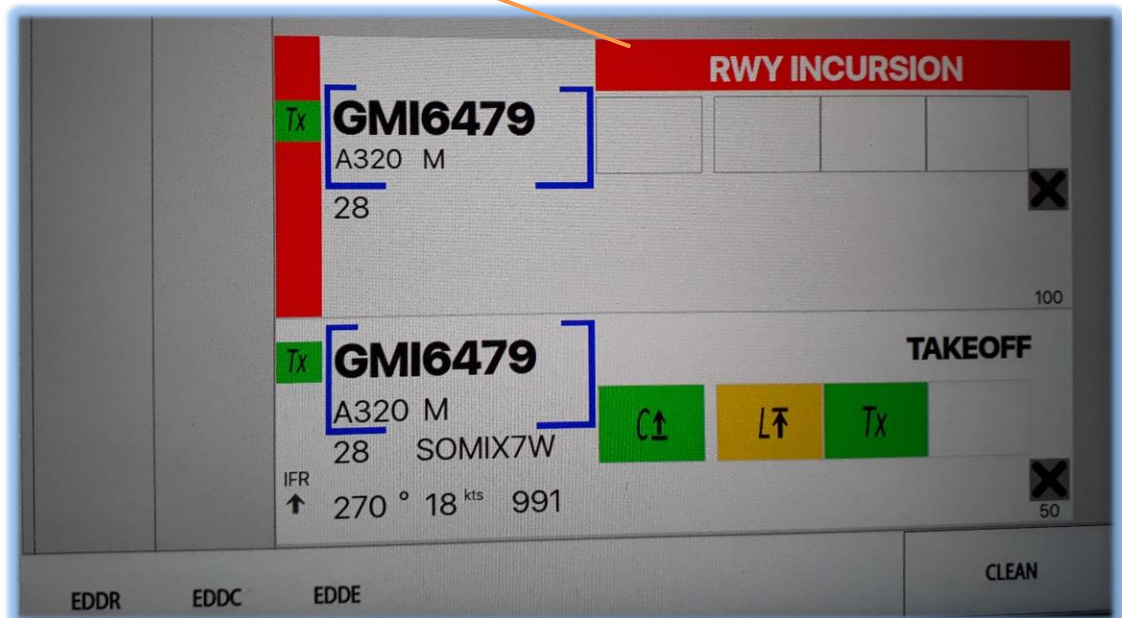 RWY INCURSION
Tx GMI6479
A320 M
28
100
Tx GMI6479 TAKEOFF
A320 M C L Tx
28 SOMIX7W
IFR
270 ° 18 kts 991
50
CLEAN
EDDR EDDC EDDE